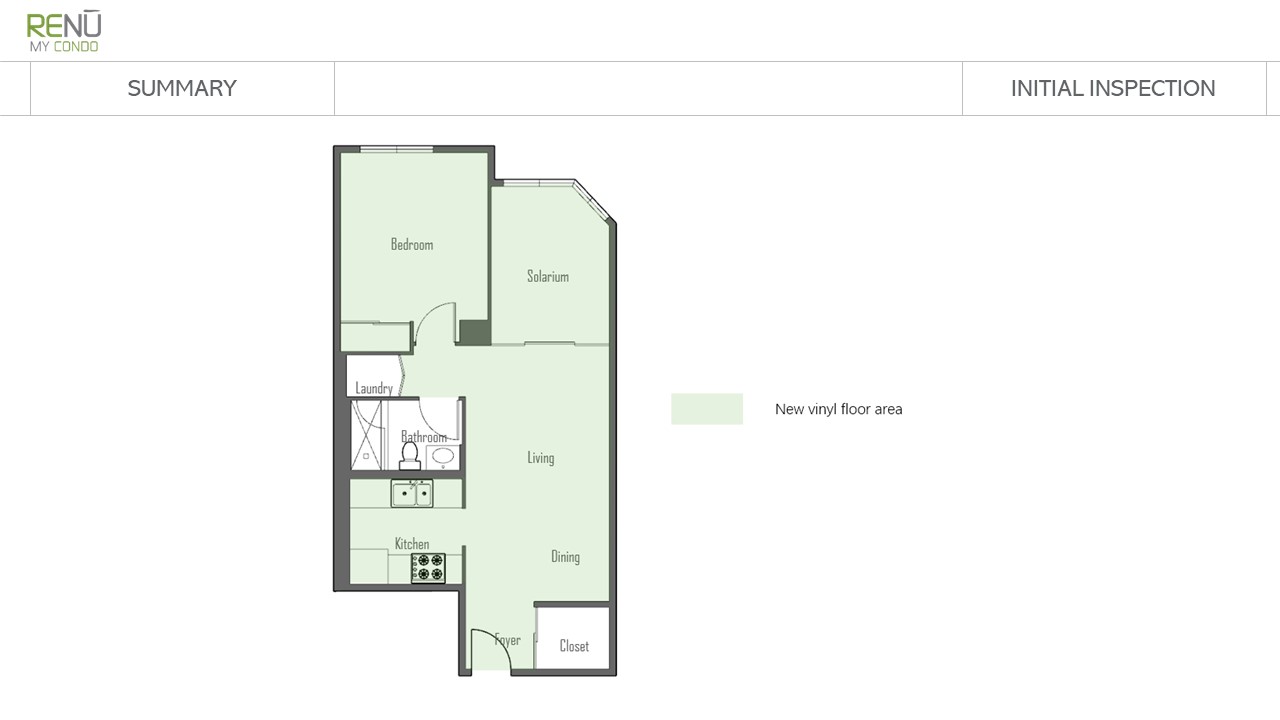 RENŪ
MY CONDO
SUMMARY
INITIAL INSPECTION
Bedroom
Solarium
Laundry
New vinyl floor area
Bathroom
Living
Kitchen
Dining
Foyer
Closet